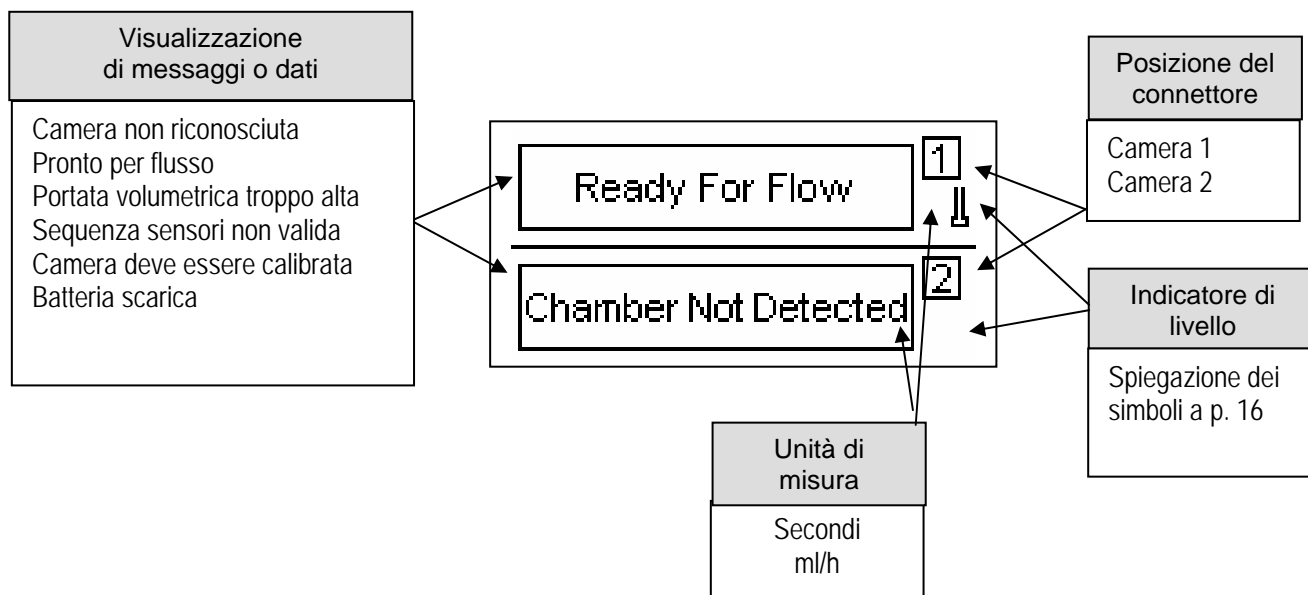 Visualizzazione
di messaggi o dati
Camera non riconosciuta
Pronto per flusso
Portata volumetrica troppo alta
Sequenza sensori non valida
Camera deve essere calibrata
Batteria scarica
Ready For Flow
1
Chamber Not Detected
2
Posizione del
connettore
Camera 1
Camera 2
Indicatore di
livello
Spiegazione dei
simboli a p. 16
Unità di
misura
Secondi
ml/h